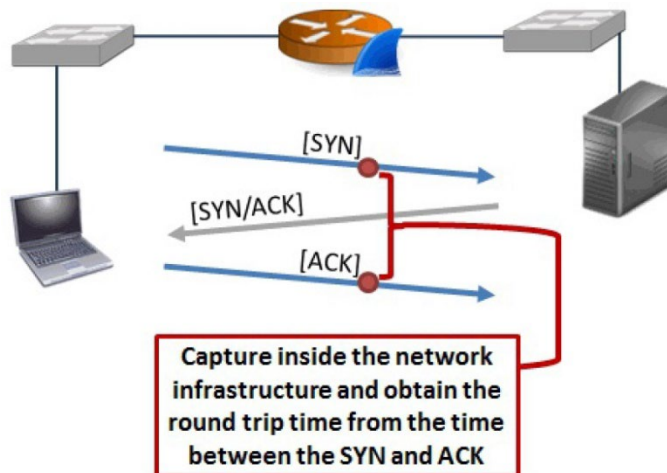 [SYN]
[SYN/ACK]
[ACK]
Capture inside the network
infrastructure and obtain the
round trip time from the time
between the SYN and ACK